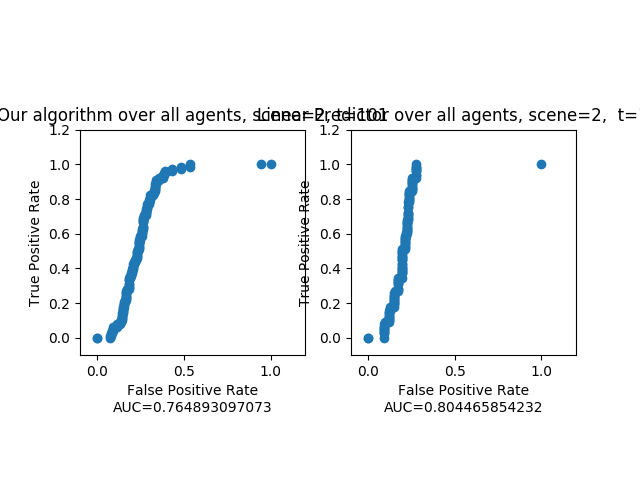 Our algorithm over all agents, scene=2, t=101
Linear Predictor over all agents, scene=2, t=
1.2
1.0
0.8
0.6
0.4
0.2
0.0
True Positive Rate
0.0 0.5 1.0
False Positive Rate
AUC=0.764893097073
1.2
1.0
0.8
0.6
0.4
0.2
0.0
True Positive Rate
0.0 0.5 1.0
False Positive Rate
AUC=0.804465854232